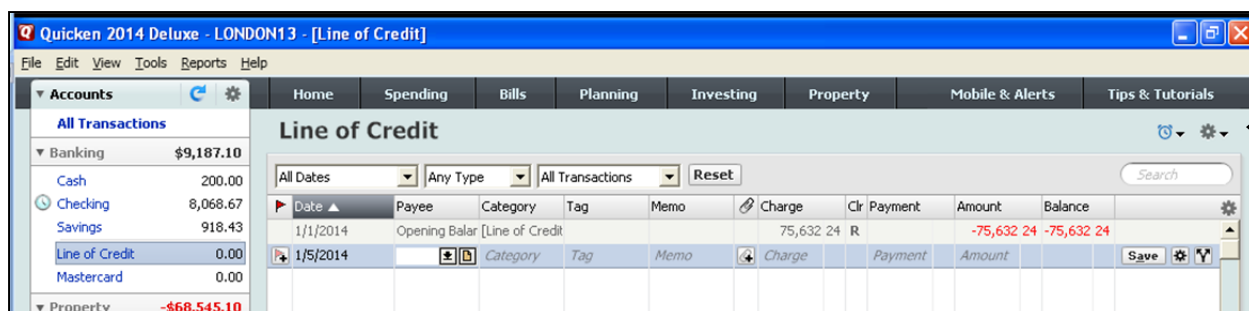 Quicken 2014 Deluxe - LONDON13 - [Line of Credit]
File Edit View Tools Reports Help
Accounts
Home Spending Bills Planning Investing Property Mobile & Alerts Tips & Tutorials
All Transactions
Line of Credit
Banking $9,187.10
Cash 200.00
Checking 8,068.67
Savings 918.43
Line of Credit 0.00
Mastercard 0.00
Property -$68,545.10
All Dates Any Type All Transactions Reset Search
Date Payee Category Tag Memo Charge Clr Payment Amount Balance
1/1/2014 Opening Balar [Line of Credit 75,632 24 R -75,632 24 -75,632 24
1/5/2014 Category Tag Memo Charge Payment Amount Save